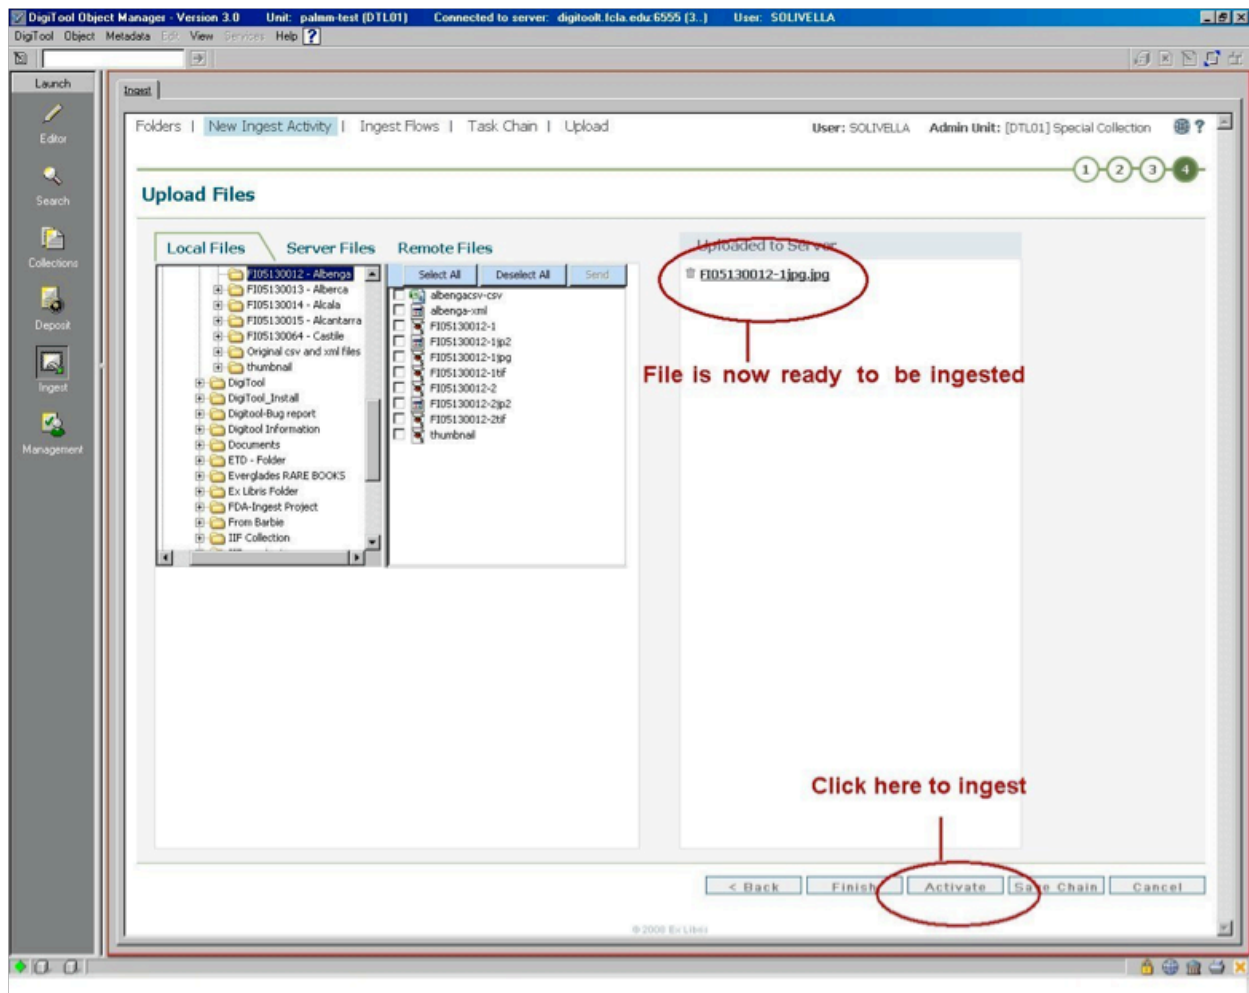 DigiTool Object Manager - Version 3.0 Unit: palmm-test (DTL01) Connected to server: digitoolt.fcla.edu:6555 (3..) User: SOLIVELLA
DigiTool Object Metadata Edit View Services Help ?
Launch
Editor
Search
Collections
Deposit
Ingest
Management
Ingest
Folders | New Ingest Activity | Ingest Flows | Task Chain | Upload
User: SOLIVELLA Admin Unit: [DTL01] Special Collection ?
1 2 3 4
Upload Files
Local Files Server Files Remote Files
FI05130012 - Albenga
FI05130013 - Alberca
FI05130014 - Alcala
FI05130015 - Alcantarra
FI05130064 - Castile
Original csv and xml files
thumbnail
DigiTool
DigiTool_Install
Digitool-Bug report
Digitool Information
Documents
ETD - Folder
Everglades RARE BOOKS
Ex Libris Folder
FDA-Ingest Project
From Barbie
IIF Collection
Select All Deselect All Send
albengacsv-csv
albenga-xml
FI05130012-1
FI05130012-1jp2
FI05130012-1jpg
FI05130012-1tif
FI05130012-2
FI05130012-2jp2
FI05130012-2tif
thumbnail
Uploaded to Server
FI05130012-1jpg.jpg
File is now ready to be ingested
Click here to ingest
< Back Finish Activate Save Chain Cancel
© 2008 Ex Libris